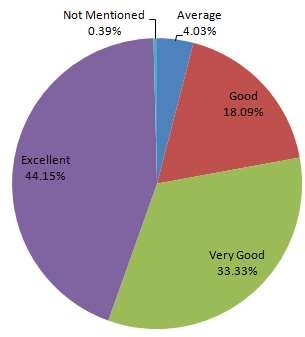 Not Mentioned
0.39%
Average
4.03%
Good
18.09%
Excellent
44.15%
Very Good
33.33%